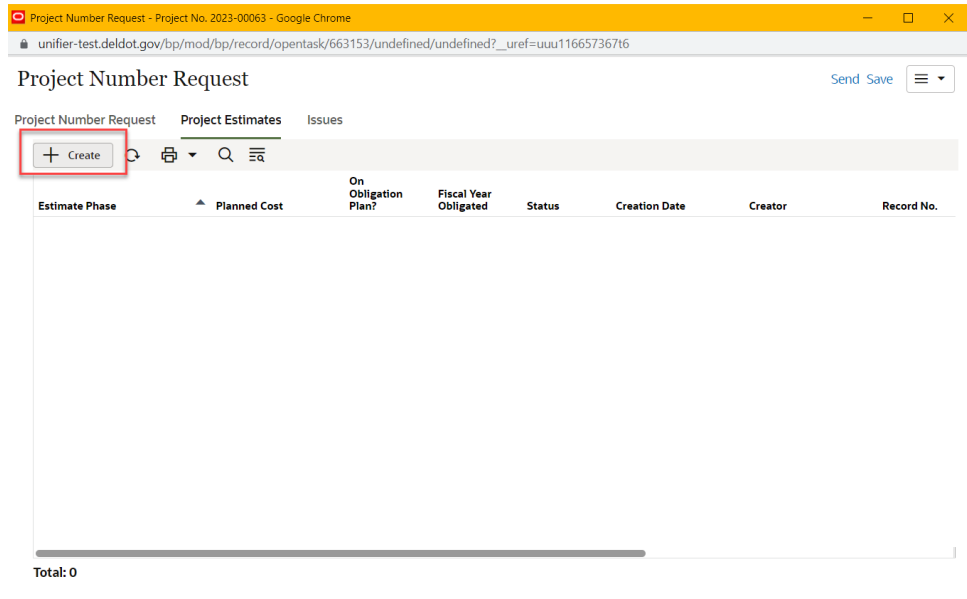 Project Number Request - Project No. 2023-00063 - Google Chrome
unifier-test.deldot.gov/bp/mod/bp/record/opentask/663153/undefined/undefined?__uref=uuu116657367t6
Project Number Request
Send Save
Project Number Request Project Estimates Issues
Create
Estimate Phase Planned Cost On Obligation Plan? Fiscal Year Obligated Status Creation Date Creator Record No.
Total: 0